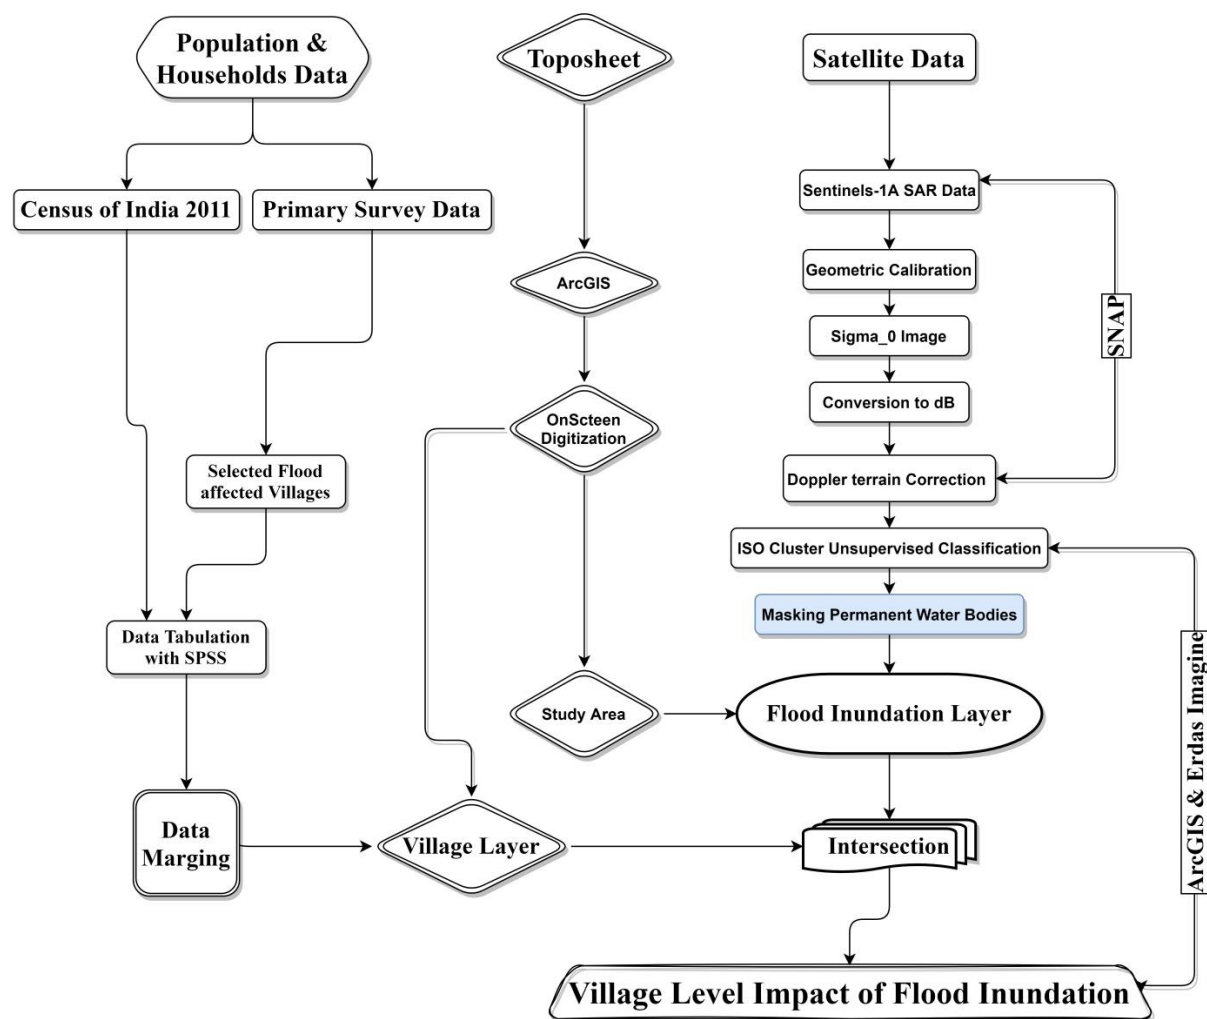 Population &
Households Data
Toposheet
Satellite Data
Census of India 2011
Primary Survey Data
Sentinels-1A SAR Data
ArcGIS
Geometric Calibration
SNAP
Sigma_0 Image
Conversion to dB
OnScteen
Digitization
Selected Flood
affected Villages
Doppler terrain Correction
ISO Cluster Unsupervised Classification
Masking Permanent Water Bodies
Data Tabulation
with SPSS
Study Area
Flood Inundation Layer
ArcGIS & Erdas Imagine
Data
Marging
Village Layer
Intersection
Village Level Impact of Flood Inundation